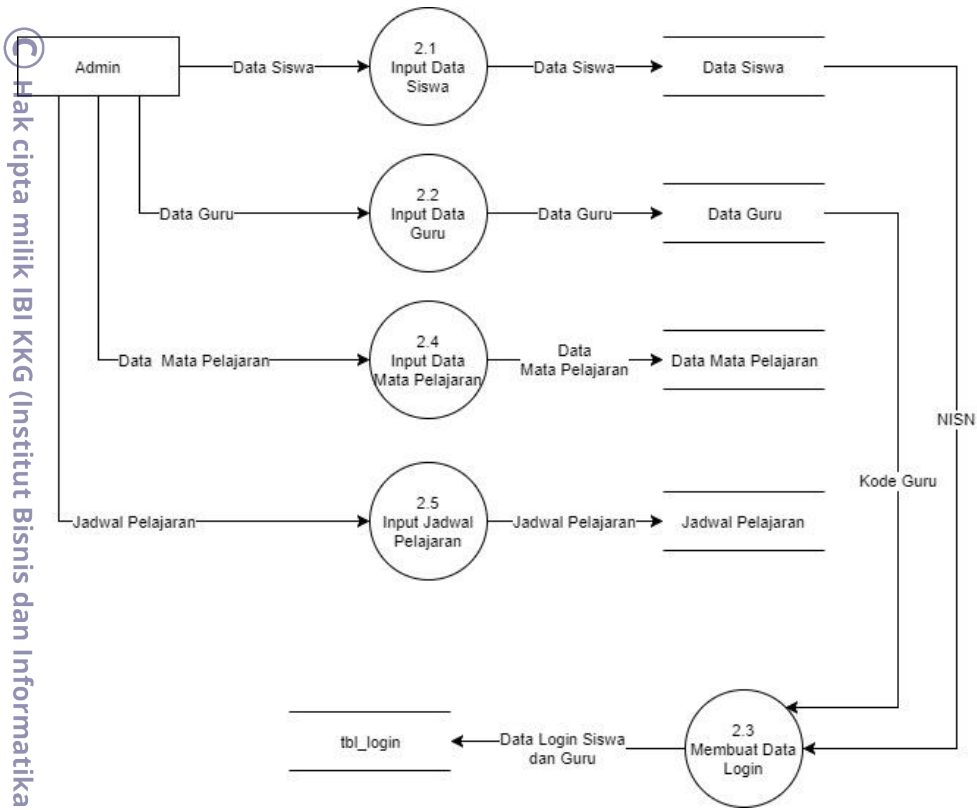 © Hak cipta milik IBI KKG (Institut Bisnis dan Informatika
Admin
Data Siswa
2.1
Input Data
Siswa
Data Siswa
Data Siswa
Data Guru
2.2
Input Data
Guru
Data Guru
Data Guru
Data Mata Pelajaran
2.4
Input Data
Mata Pelajaran
Data
Mata Pelajaran
Data Mata Pelajaran
NISN
Kode Guru
Jadwal Pelajaran
2.5
Input Jadwal
Pelajaran
Jadwal Pelajaran
Jadwal Pelajaran
tbl_login
Data Login Siswa
dan Guru
2.3
Membuat Data
Login